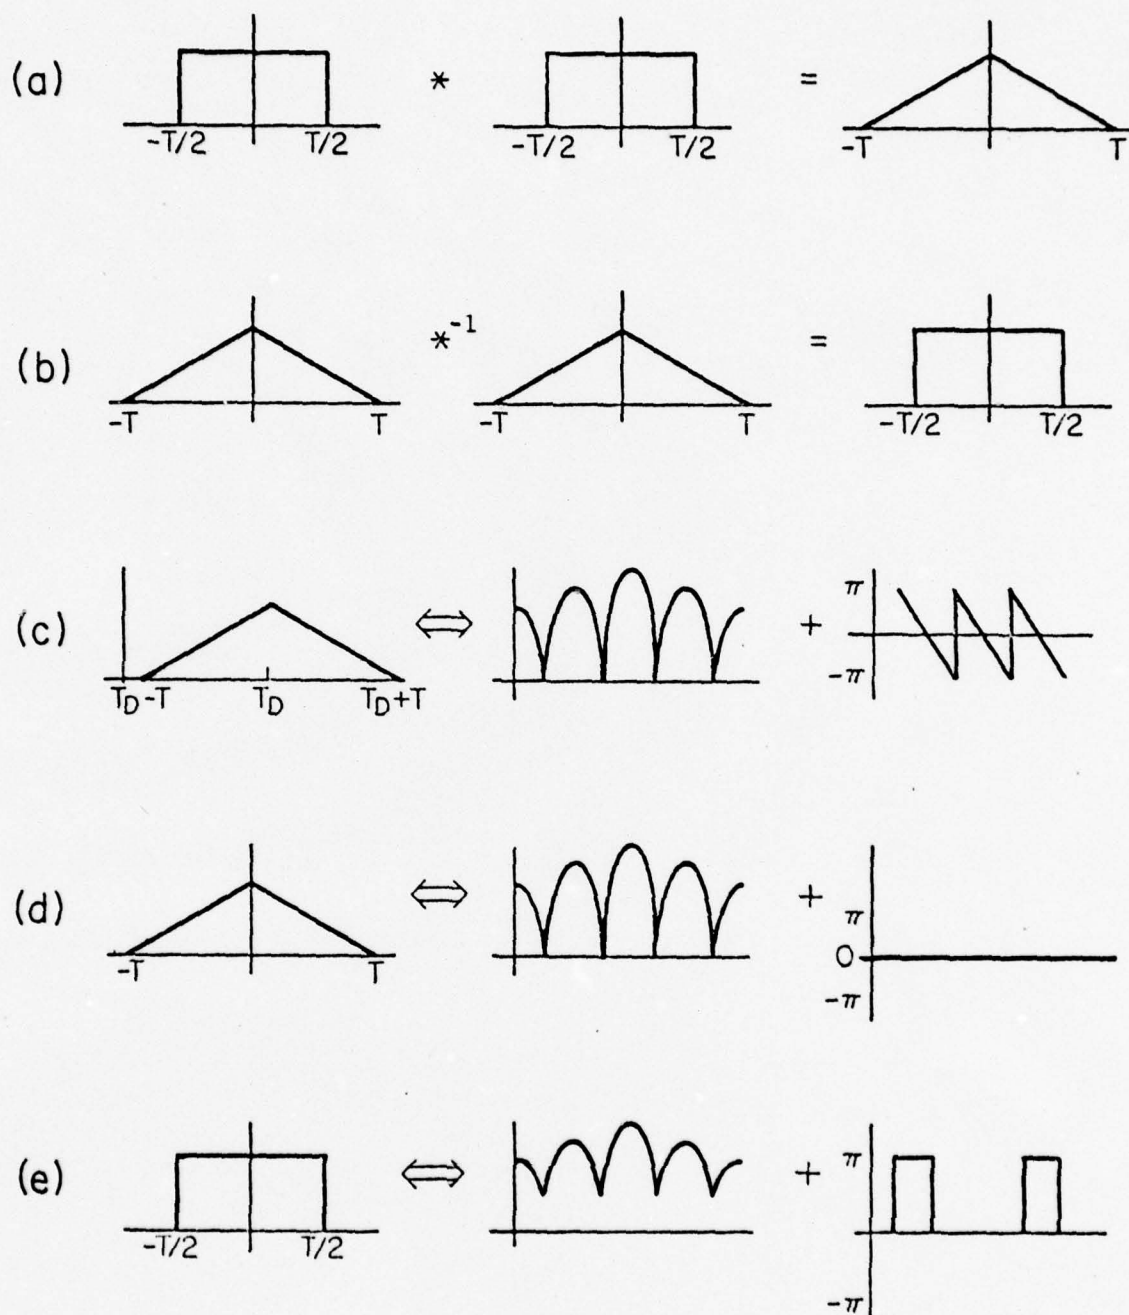 (a) * =
-T/2 T/2 -T/2 T/2 -T T
(b) *-1 =
-T T -T T -T/2 T/2
(c) ⇔ + π -π
TD-T TD TD+T
(d) ⇔ + π 0 -π
-T T
(e) ⇔ + π -π
-T/2 T/2